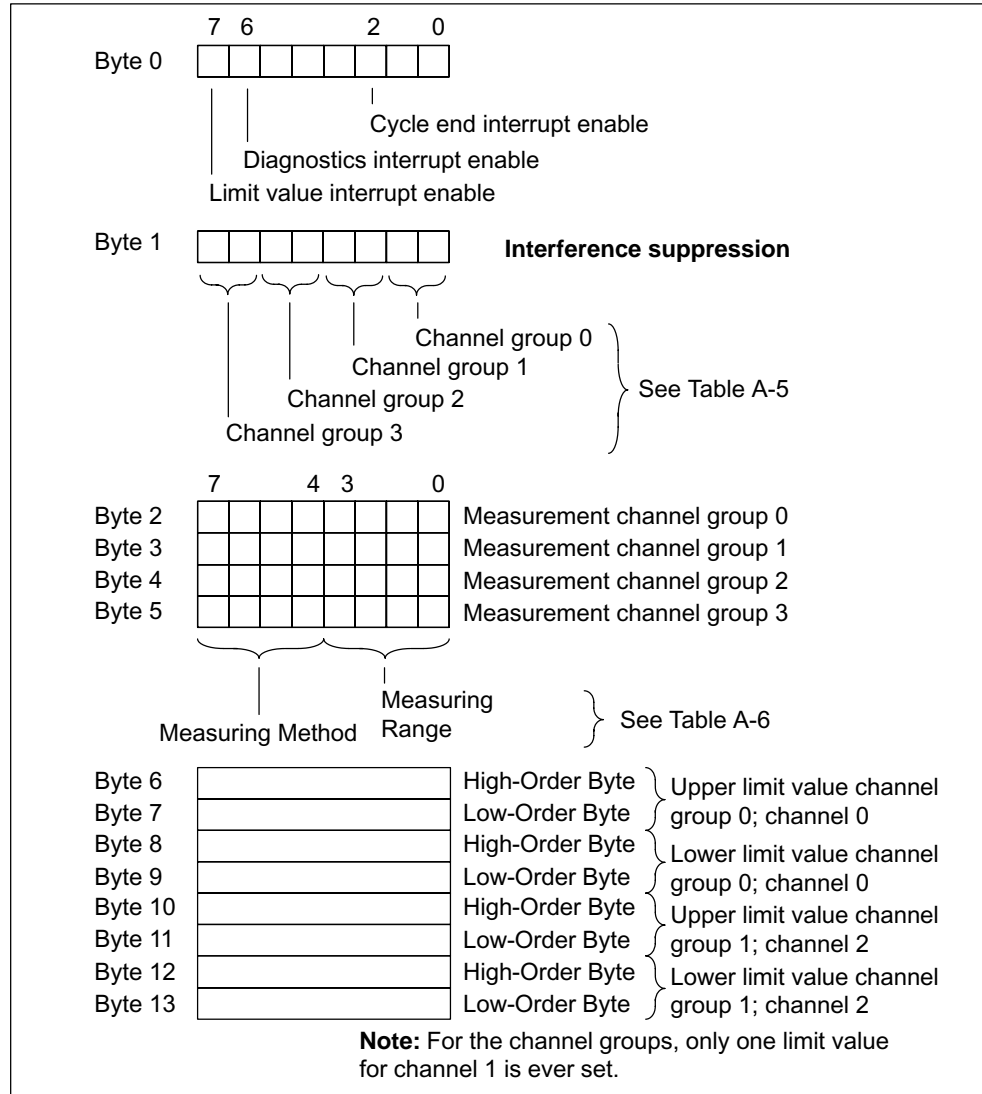 7 6 2 0
Byte 0
Cycle end interrupt enable
Diagnostics interrupt enable
Limit value interrupt enable
Byte 1
Interference suppression
Channel group 0
Channel group 1
Channel group 2
Channel group 3
See Table A-5
7 4 3 0
Byte 2 Measurement channel group 0
Byte 3 Measurement channel group 1
Byte 4 Measurement channel group 2
Byte 5 Measurement channel group 3
Measuring
Range
Measuring Method
See Table A-6
Byte 6 High-Order Byte
Byte 7 Low-Order Byte
Upper limit value channel
group 0; channel 0
Byte 8 High-Order Byte
Byte 9 Low-Order Byte
Lower limit value channel
group 0; channel 0
Byte 10 High-Order Byte
Byte 11 Low-Order Byte
Upper limit value channel
group 1; channel 2
Byte 12 High-Order Byte
Byte 13 Low-Order Byte
Lower limit value channel
group 1; channel 2
Note: For the channel groups, only one limit value
for channel 1 is ever set.